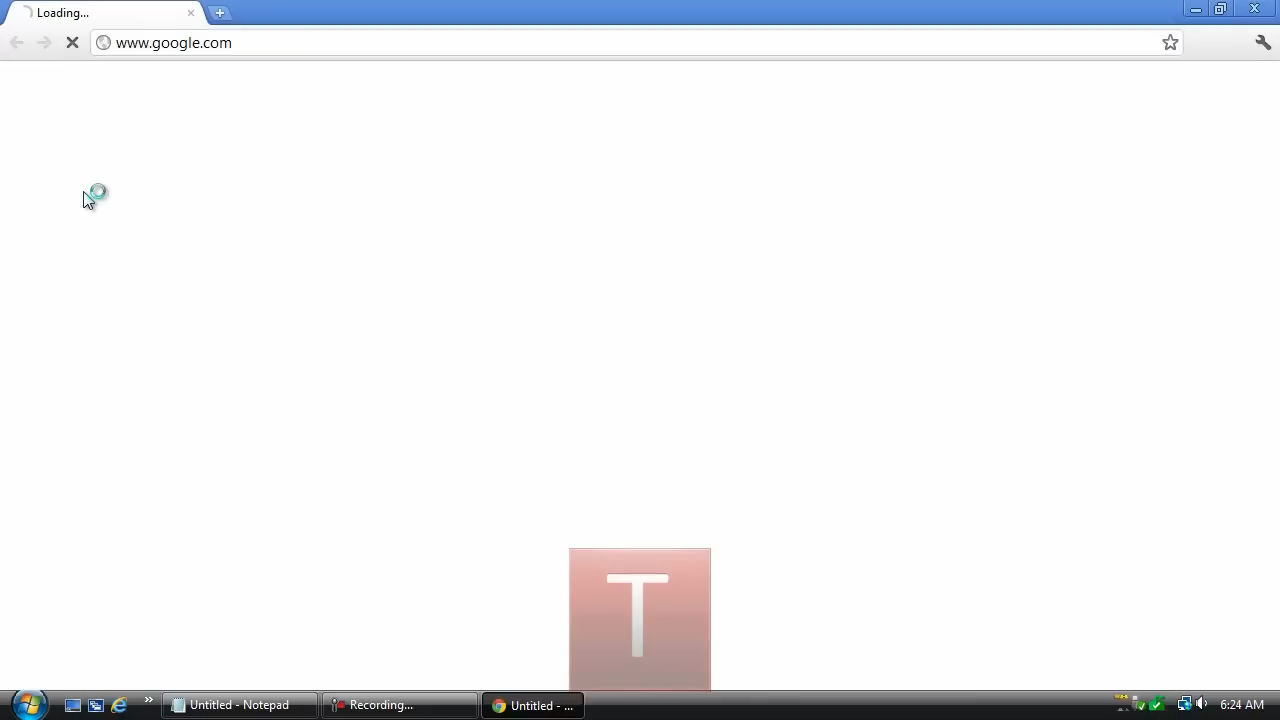 Loading...
www.google.com
T
Untitled - Notepad
Recording...
Untitled - ...
6:24 AM